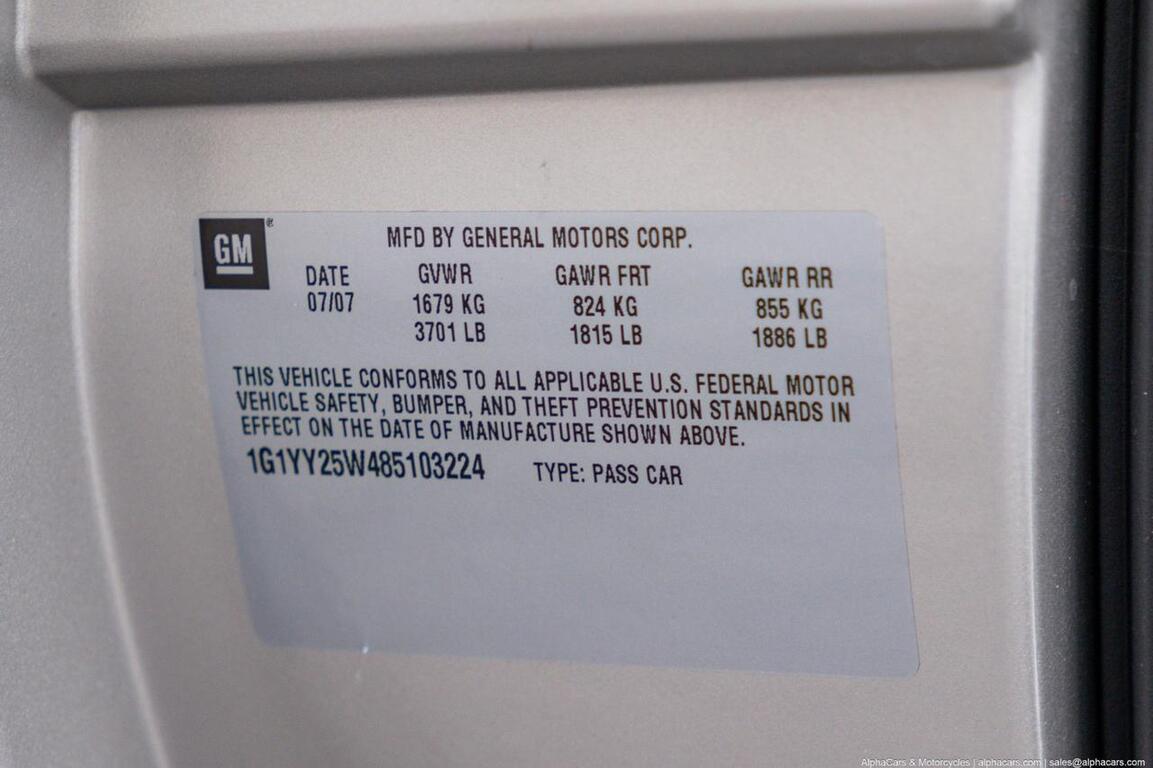 GM ®
MFD BY GENERAL MOTORS CORP.
DATE GVWR GAWR FRT GAWR RR
07/07 1679 KG 824 KG 855 KG
3701 LB 1815 LB 1886 LB
THIS VEHICLE CONFORMS TO ALL APPLICABLE U.S. FEDERAL MOTOR
VEHICLE SAFETY, BUMPER, AND THEFT PREVENTION STANDARDS IN
EFFECT ON THE DATE OF MANUFACTURE SHOWN ABOVE.
1G1YY25W485103224 TYPE: PASS CAR
AlphaCars & Motorcycles | alphacars.com | sales@alphacars.com